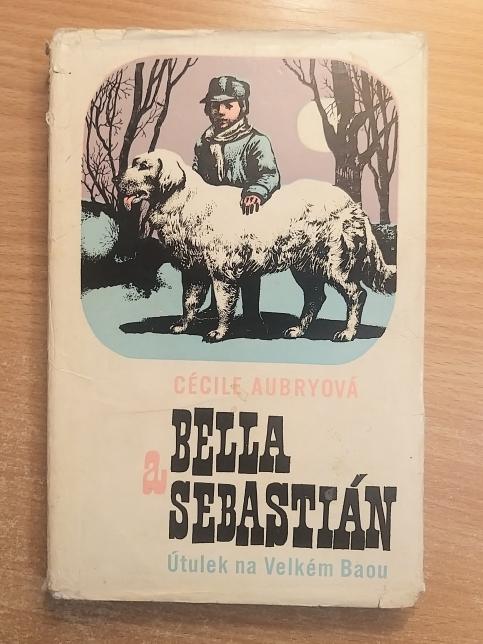 CÉCILE AUBRYOVÁ
BELLA
a SEBASTIÁN
Útulek na Velkém Baou